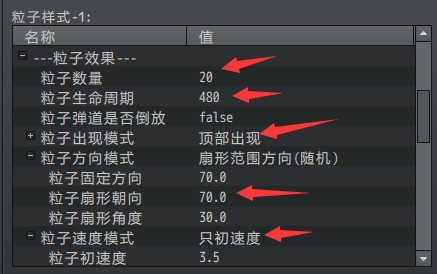 粒子样式-1:
名称 值
---粒子效果---
粒子数量 20
粒子生命周期 480
粒子弹道是否倒放 false
粒子出现模式 顶部出现
粒子方向模式 扇形范围方向(随机)
粒子固定方向 70.0
粒子扇形朝向 70.0
粒子扇形角度 30.0
粒子速度模式 只初速度
粒子初速度 3.5